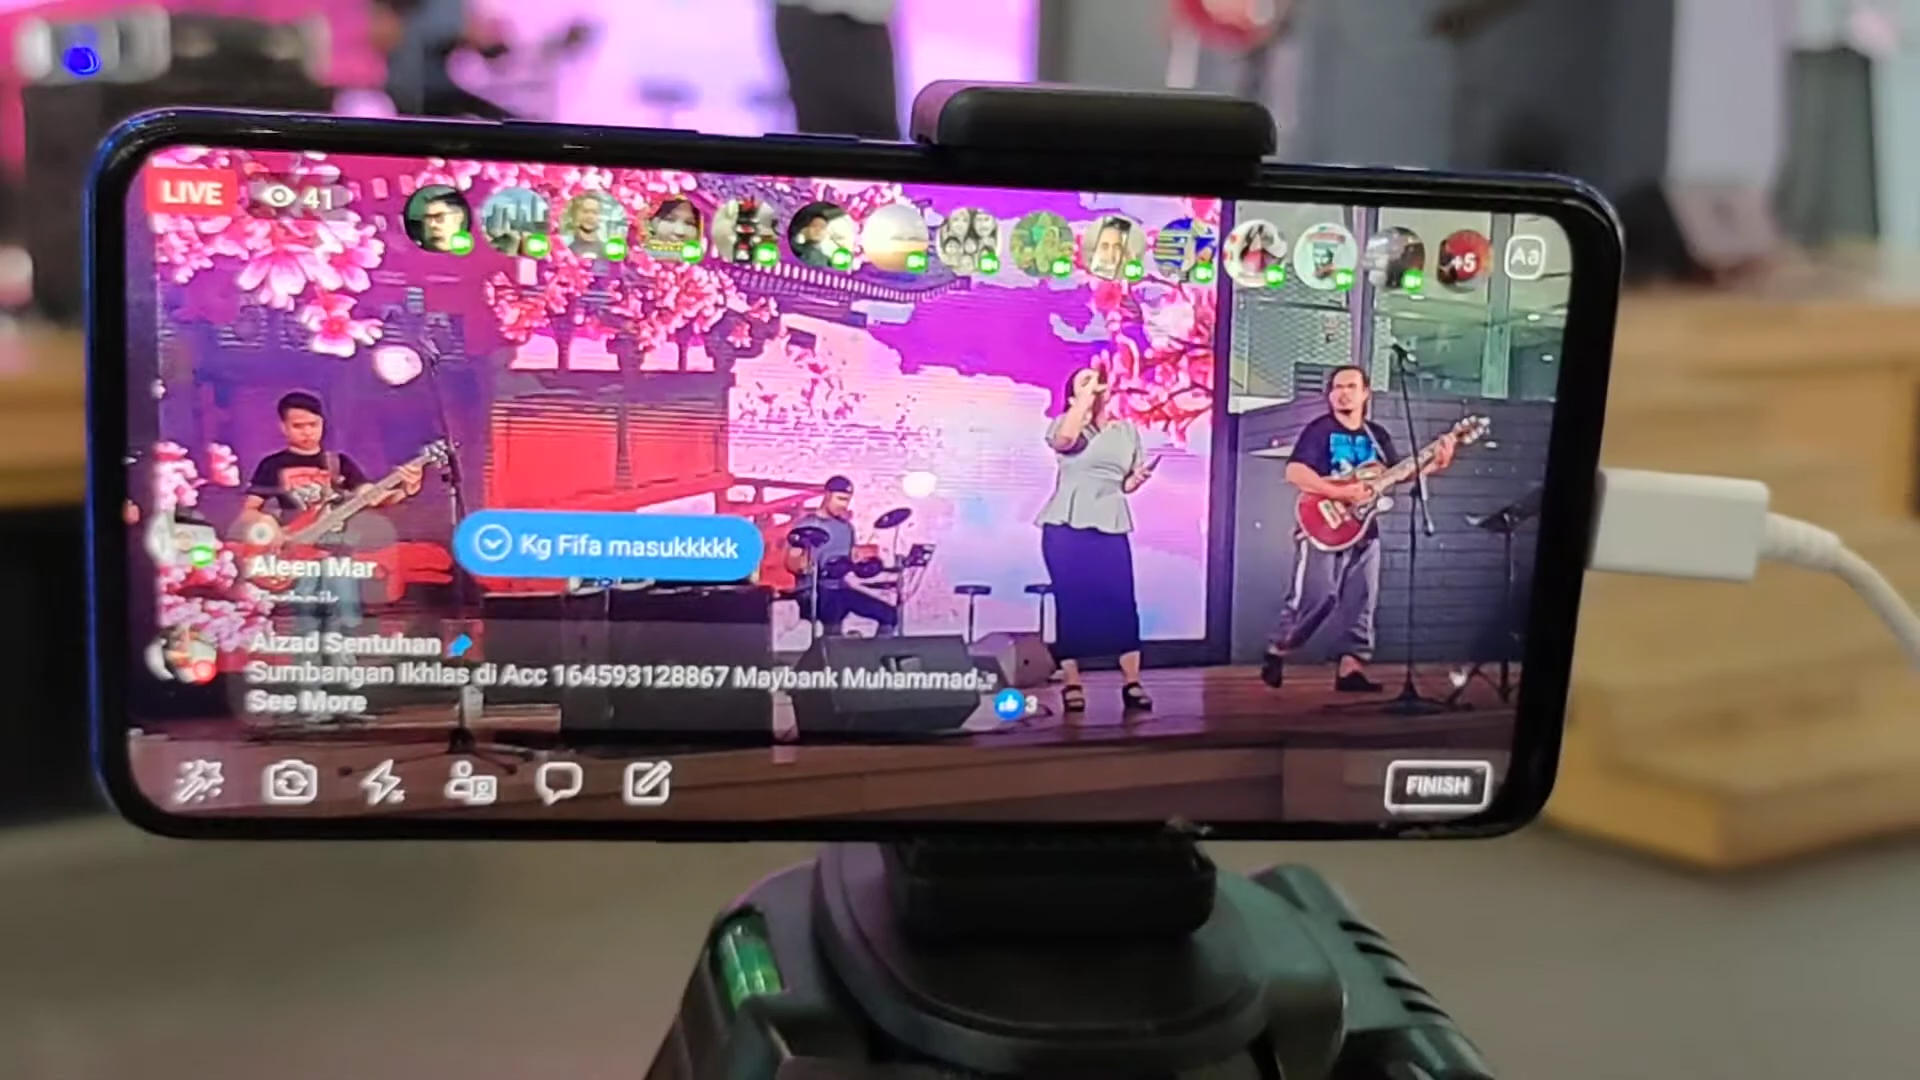 LIVE
41
+5
Aa
Kg Fifa masukkkkk
Aleen Mar
Aizad Sentuhan
Sumbangan Ikhlas di Acc 164593128867 Maybank Muhammad...
See More
3
FINISH